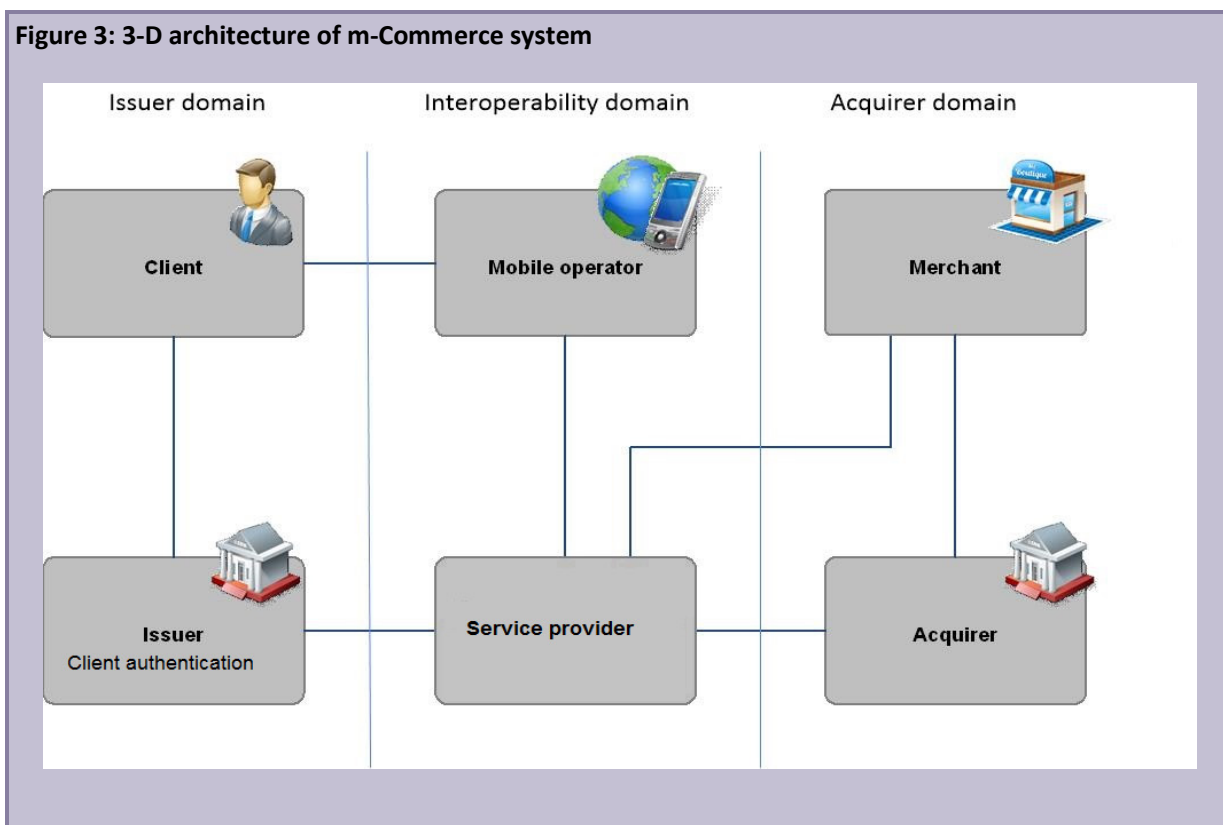 Figure 3: 3-D architecture of m-Commerce system
Issuer domain
Interoperability domain
Acquirer domain
Boutique
Client
Mobile operator
Merchant
Issuer
Client authentication
Service provider
Acquirer